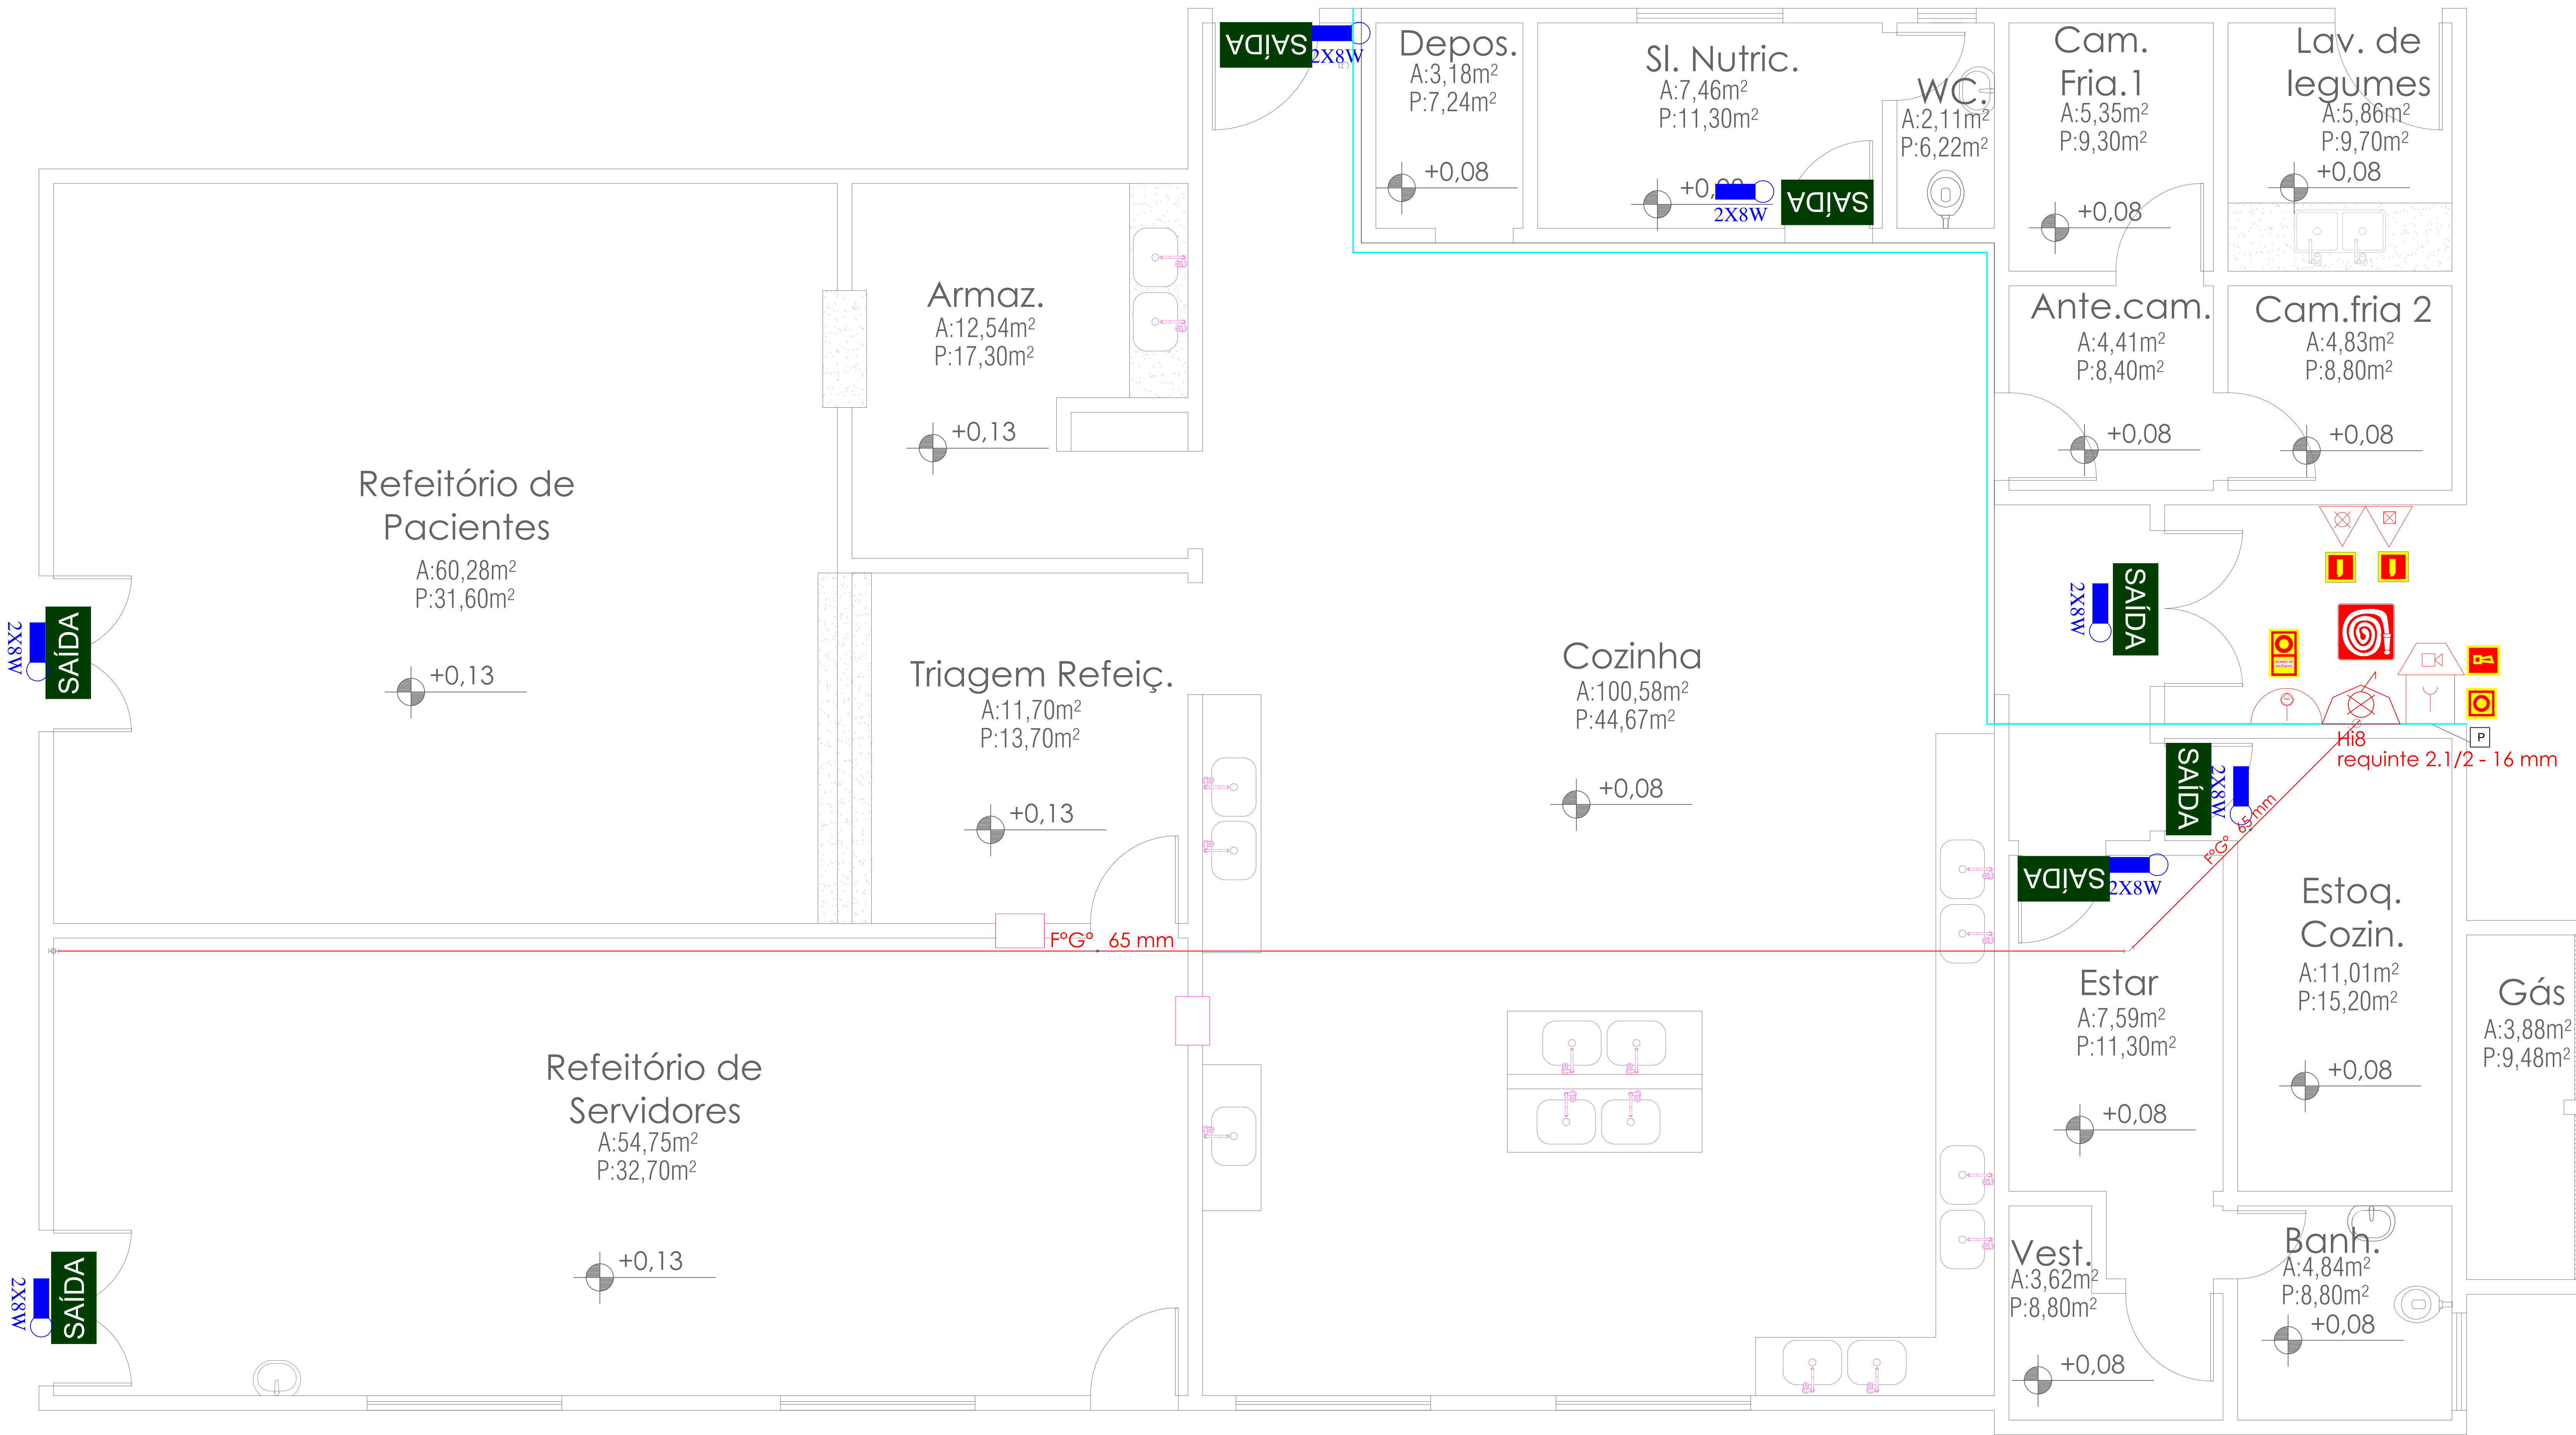 SAÍDA
2X8W
Depos.
A:3,18m²
P:7,24m²
+0,08
Sl. Nutric.
A:7,46m²
P:11,30m²
2X8W
SAÍDA
WC.
A:2,11m²
P:6,22m²
Cam.
Fria.1
A:5,35m²
P:9,30m²
+0,08
Lav. de
legumes
A:5,86m²
P:9,70m²
+0,08
Armaz.
A:12,54m²
P:17,30m²
+0,13
Ante.cam.
A:4,41m²
P:8,40m²
+0,08
Cam.fria 2
A:4,83m²
P:8,80m²
+0,08
Refeitório de
Pacientes
A:60,28m²
P:31,60m²
+0,13
2X8W
SAÍDA
Triagem Refeiç.
A:11,70m²
P:13,70m²
+0,13
Cozinha
A:100,58m²
P:44,67m²
+0,08
2X8W
SAÍDA
P
Hi8
requinte 2.1/2 - 16 mm
SAÍDA
2X8W
FºGº 65 mm
SAÍDA
2X8W
FºGº 65 mm
Estoq.
Cozin.
A:11,01m²
P:15,20m²
+0,08
Estar
A:7,59m²
P:11,30m²
+0,08
Gás
A:3,88m²
P:9,48m²
Refeitório de
Servidores
A:54,75m²
P:32,70m²
+0,13
2X8W
SAÍDA
Vest.
A:3,62m²
P:8,80m²
+0,08
Banh.
A:4,84m²
P:8,80m²
+0,08